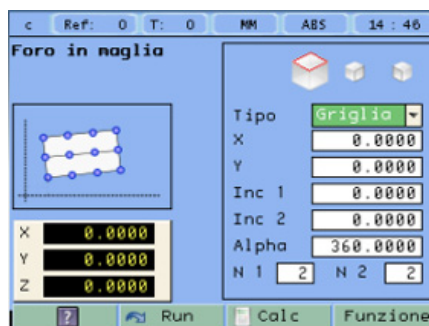 c Ref: 0 T: 0 MM ABS 14 : 46
Foro in maglia
Tipo Griglia
X 0.0000
Y 0.0000
Inc 1 0.0000
Inc 2 0.0000
Alpha 360.0000
N 1 2 N 2 2
X 0.0000
Y 0.0000
Z 0.0000
? Run Calc Funzione